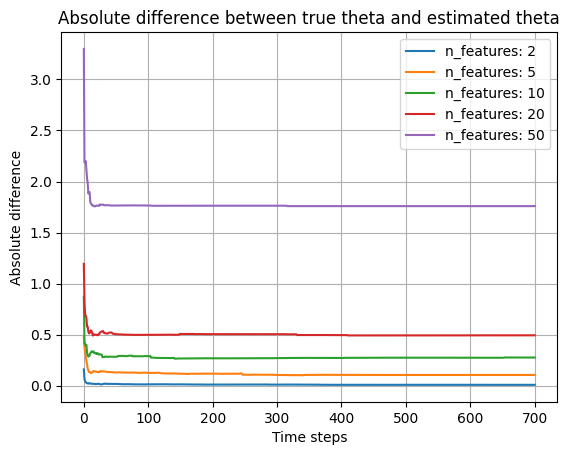 Absolute difference between true theta and estimated theta
n_features: 2
n_features: 5
n_features: 10
n_features: 20
n_features: 50
Absolute difference
3.0
2.5
2.0
1.5
1.0
0.5
0.0
0 100 200 300 400 500 600 700
Time steps